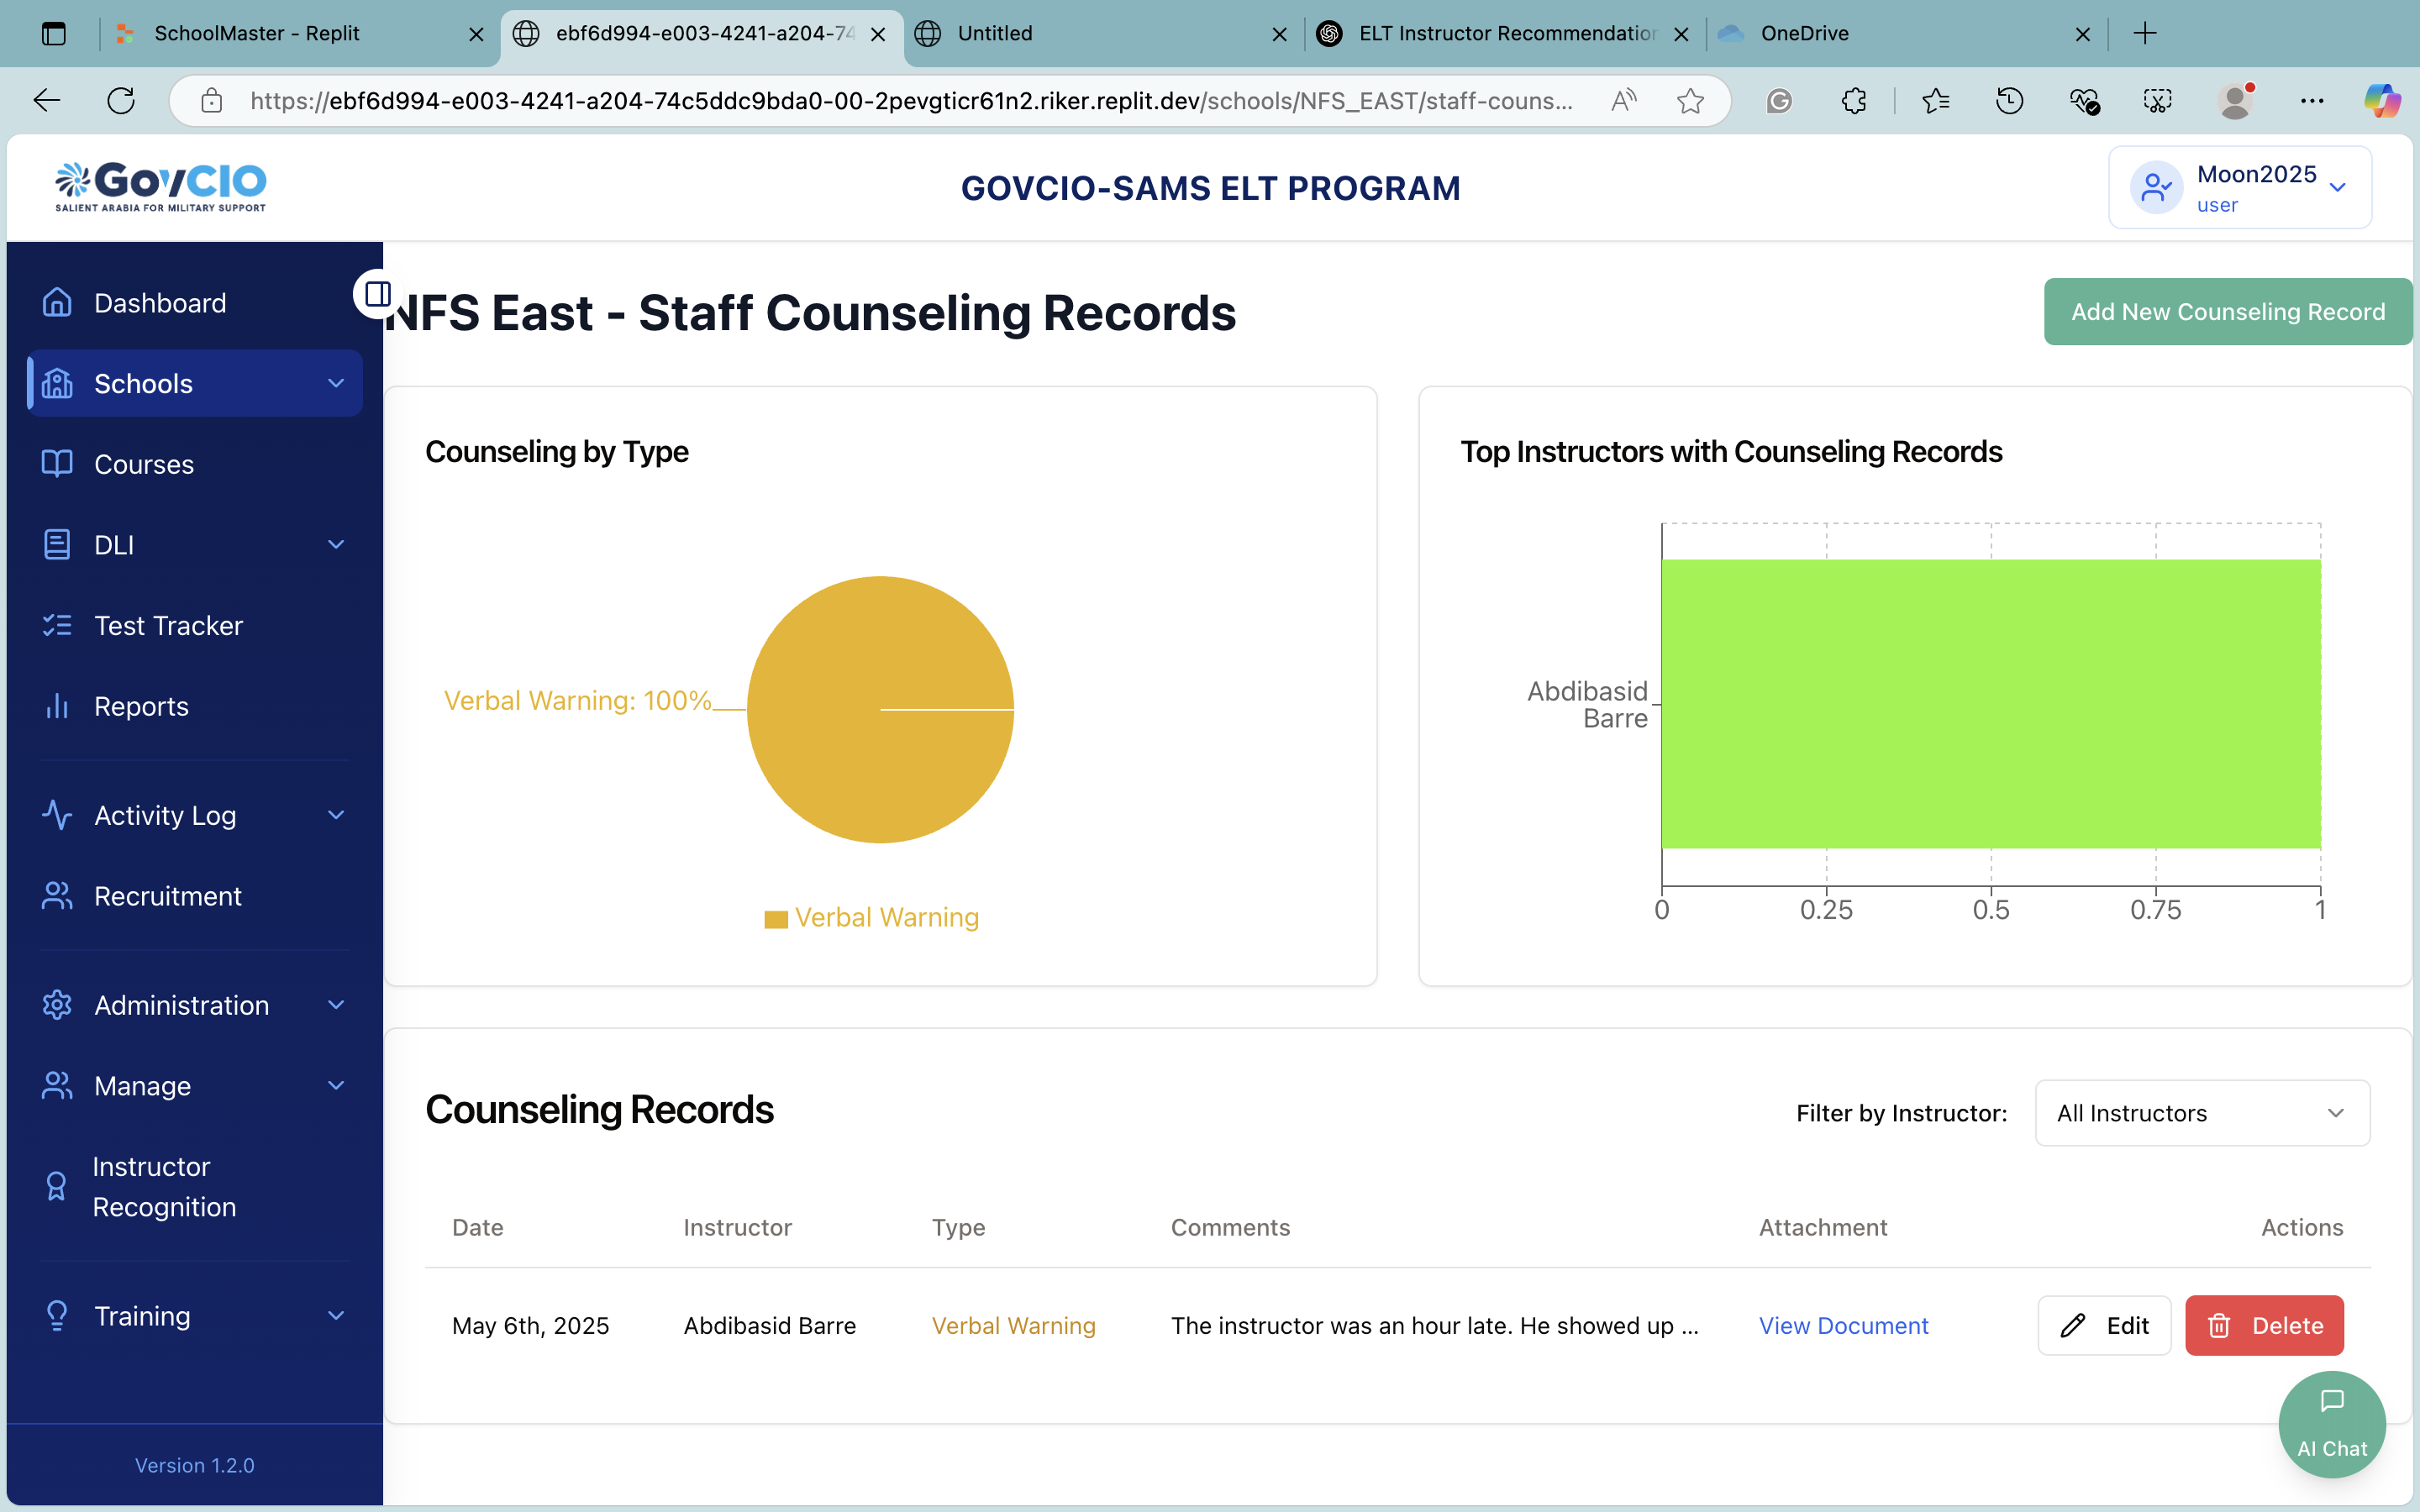 SchoolMaster - Replit
ebf6d994-e003-4241-a204-74
Untitled
ELT Instructor Recommendation
OneDrive
https://ebf6d994-e003-4241-a204-74c5ddc9bda0-00-2pevgticr61n2.riker.replit.dev/schools/NFS_EAST/staff-couns...
GovCIO
SALIENT ARABIA FOR MILITARY SUPPORT
GOVCIO-SAMS ELT PROGRAM
Moon2025
user
Dashboard
Schools
Courses
DLI
Test Tracker
Reports
Activity Log
Recruitment
Administration
Manage
Instructor
Recognition
Training
Version 1.2.0
NFS East - Staff Counseling Records
Add New Counseling Record
Counseling by Type
Verbal Warning: 100%
Verbal Warning
Top Instructors with Counseling Records
Abdibasid
Barre
0 0.25 0.5 0.75 1
Counseling Records
Filter by Instructor: All Instructors
Date Instructor Type Comments Attachment Actions
May 6th, 2025 Abdibasid Barre Verbal Warning The instructor was an hour late. He showed up ... View Document Edit Delete
AI Chat